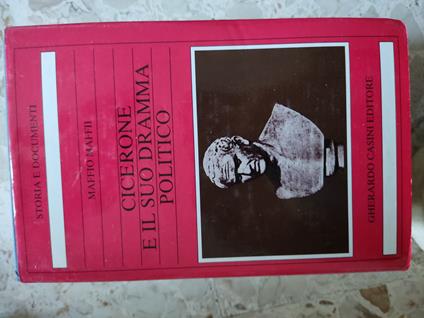 STORIA E DOCUMENTI
MAFFIO MAFFII
CICERONE
E IL SUO DRAMMA
POLITICO
GHERARDO CASINI EDITORE